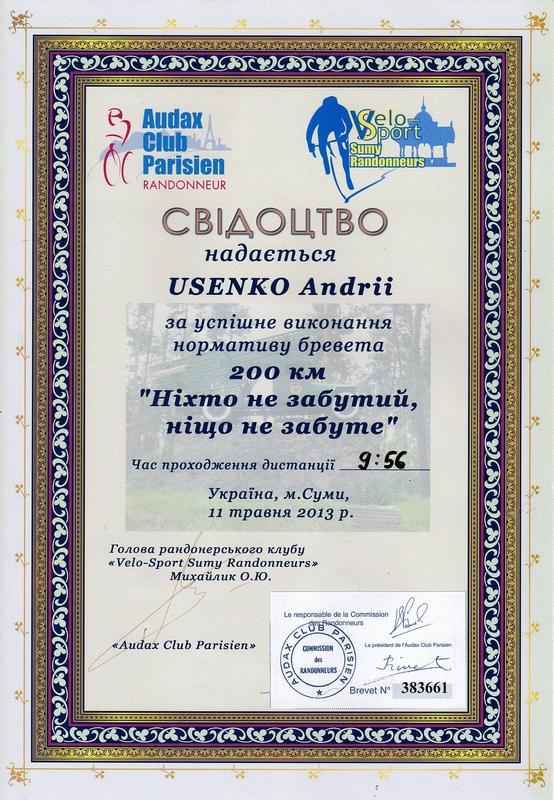 Audax
Club
Parisien
RANDONNEUR
Velo-
Sport
Sumy
Randonneurs
СВІДОЦТВО
надається
USENKO Andrii
за успішне виконання
нормативу бревета
200 км
"Ніхто не забутий,
ніщо не забуте"
Час проходження дистанції 9:56
Україна, м.Суми,
11 травня 2013 р.
Голова рандонерського клубу
«Velo-Sport Sumy Randonneurs»
Михайлик О.Ю.
«Audax Club Parisien»
Le responsable de la Commission
des Randonneurs
Le président de l'Audax Club Parisien
AUDAX CLUB PARISIEN
COMMISSION
des
RANDONNEURS
Brevet N° 383661